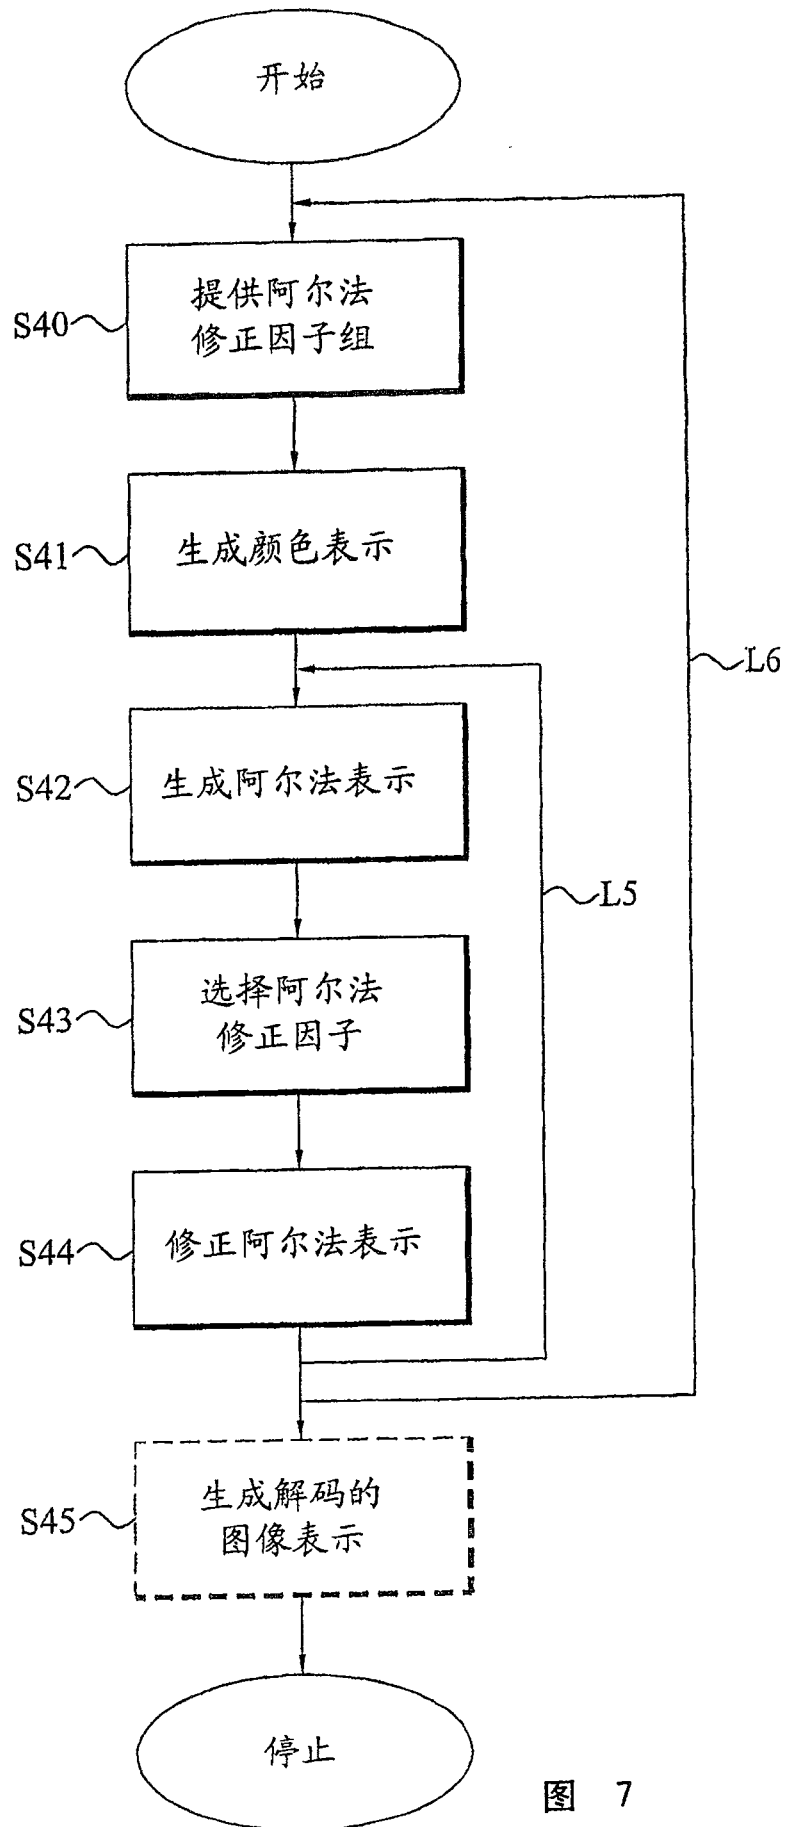 开始
S40
提供阿尔法
修正因子组
S41
生成颜色表示
L6
S42
生成阿尔法表示
L5
S43
选择阿尔法
修正因子
S44
修正阿尔法表示
S45
生成解码的
图像表示
停止
图 7